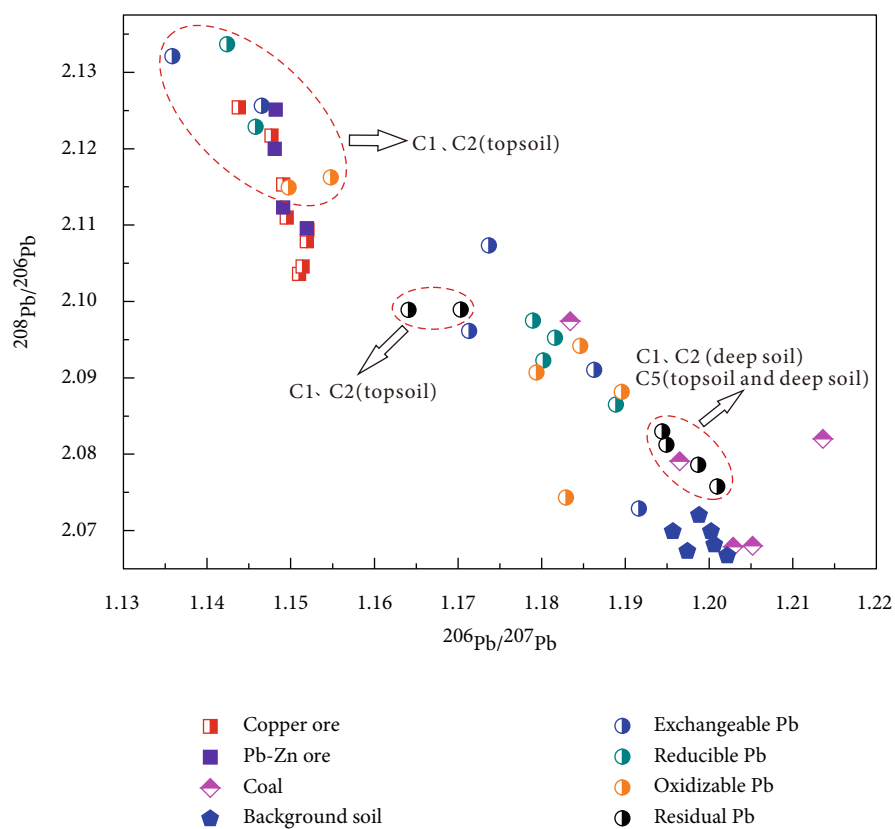 2.13
2.12
2.11
2.10
2.09
2.08
2.07
²⁰⁸Pb/²⁰⁶Pb
C1、C2(topsoil)
C1、C2(topsoil)
C1、C2 (deep soil)
C5(topsoil and deep soil)
1.13 1.14 1.15 1.16 1.17 1.18 1.19 1.20 1.21 1.22
²⁰⁶Pb/²⁰⁷Pb
Copper ore
Pb-Zn ore
Coal
Background soil
Exchangeable Pb
Reducible Pb
Oxidizable Pb
Residual Pb